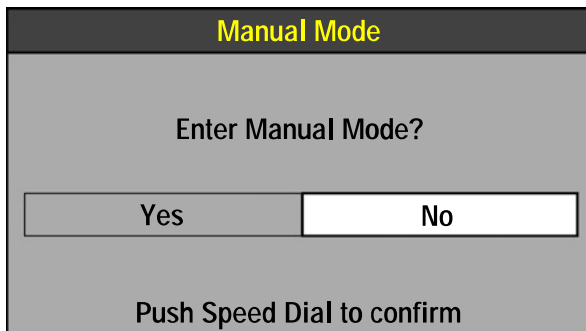 Manual Mode
Enter Manual Mode?
Yes No
Push Speed Dial to confirm